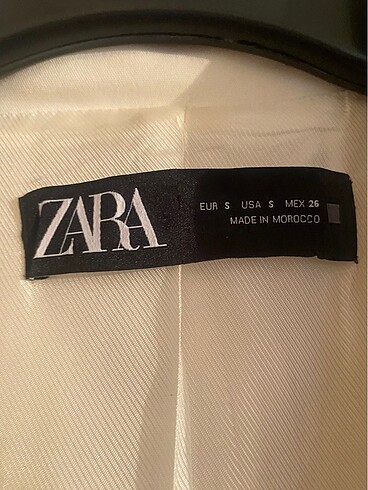 ZARA
EUR S USA S MEX 26
MADE IN MOROCCO